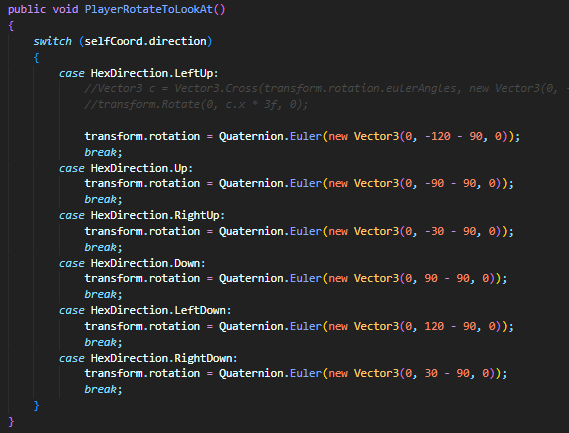 public void PlayerRotateToLookAt()
{
switch (selfCoord.direction)
{
case HexDirection.LeftUp:
//Vector3 c = Vector3.Cross(transform.rotation.eulerAngles, new Vector3(0, -
//transform.Rotate(0, c.x * 3f, 0);
transform.rotation = Quaternion.Euler(new Vector3(0, -120 - 90, 0));
break;
case HexDirection.Up:
transform.rotation = Quaternion.Euler(new Vector3(0, -90 - 90, 0));
break;
case HexDirection.RightUp:
transform.rotation = Quaternion.Euler(new Vector3(0, -30 - 90, 0));
break;
case HexDirection.Down:
transform.rotation = Quaternion.Euler(new Vector3(0, 90 - 90, 0));
break;
case HexDirection.LeftDown:
transform.rotation = Quaternion.Euler(new Vector3(0, 120 - 90, 0));
break;
case HexDirection.RightDown:
transform.rotation = Quaternion.Euler(new Vector3(0, 30 - 90, 0));
break;
}
}